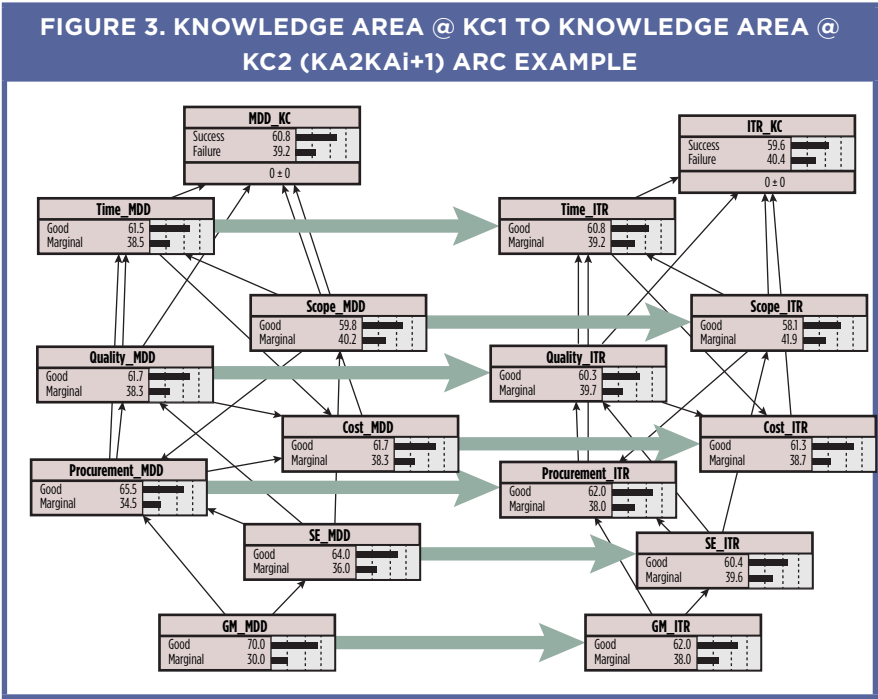 FIGURE 3. KNOWLEDGE AREA @ KC1 TO KNOWLEDGE AREA @
KC2 (KA2KAi+1) ARC EXAMPLE
MDD_KC
Success 60.8
Failure 39.2
0 ± 0
ITR_KC
Success 59.6
Failure 40.4
0 ± 0
Time_MDD
Good 61.5
Marginal 38.5
Time_ITR
Good 60.8
Marginal 39.2
Scope_MDD
Good 59.8
Marginal 40.2
Scope_ITR
Good 58.1
Marginal 41.9
Quality_MDD
Good 61.7
Marginal 38.3
Quality_ITR
Good 60.3
Marginal 39.7
Cost_MDD
Good 61.7
Marginal 38.3
Cost_ITR
Good 61.3
Marginal 38.7
Procurement_MDD
Good 65.5
Marginal 34.5
Procurement_ITR
Good 62.0
Marginal 38.0
SE_MDD
Good 64.0
Marginal 36.0
SE_ITR
Good 60.4
Marginal 39.6
GM_MDD
Good 70.0
Marginal 30.0
GM_ITR
Good 62.0
Marginal 38.0